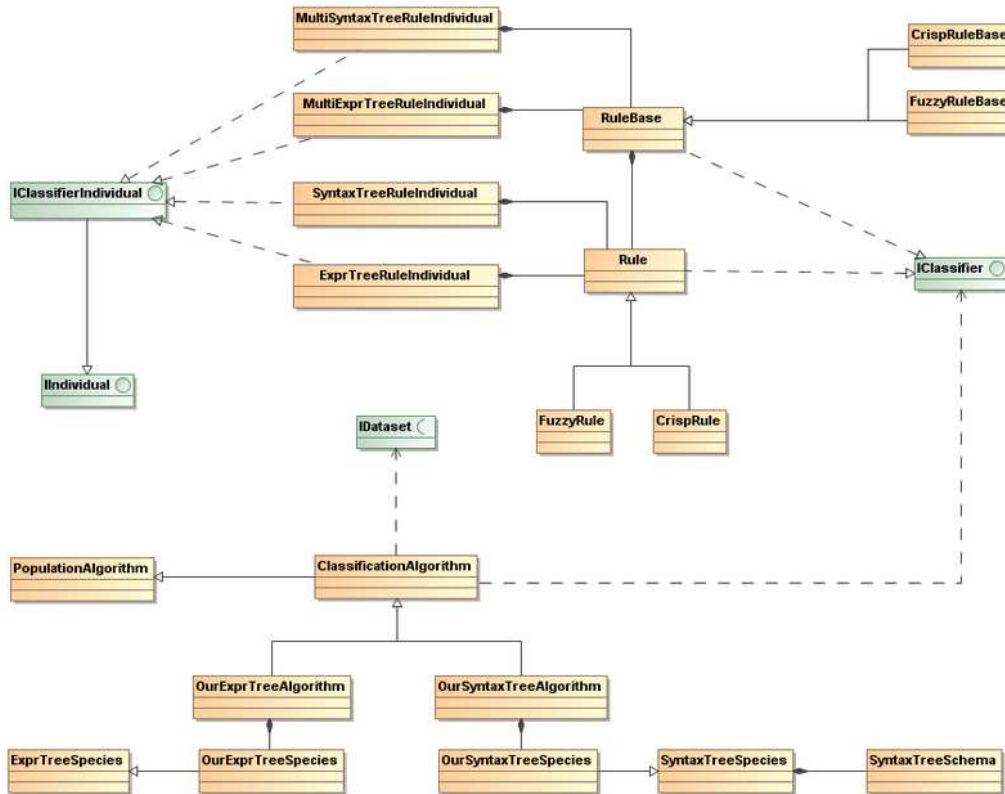 MultiSyntaxTreeRuleIndividual
CrispRuleBase
MultiExprTreeRuleIndividual
FuzzyRuleBase
RuleBase
IClassifierIndividual
SyntaxTreeRuleIndividual
Rule
ExprTreeRuleIndividual
IClassifier
IIndividual
FuzzyRule
CrispRule
IDataset
PopulationAlgorithm
ClassificationAlgorithm
OurExprTreeAlgorithm
OurSyntaxTreeAlgorithm
ExprTreeSpecies
OurExprTreeSpecies
OurSyntaxTreeSpecies
SyntaxTreeSpecies
SyntaxTreeSchema